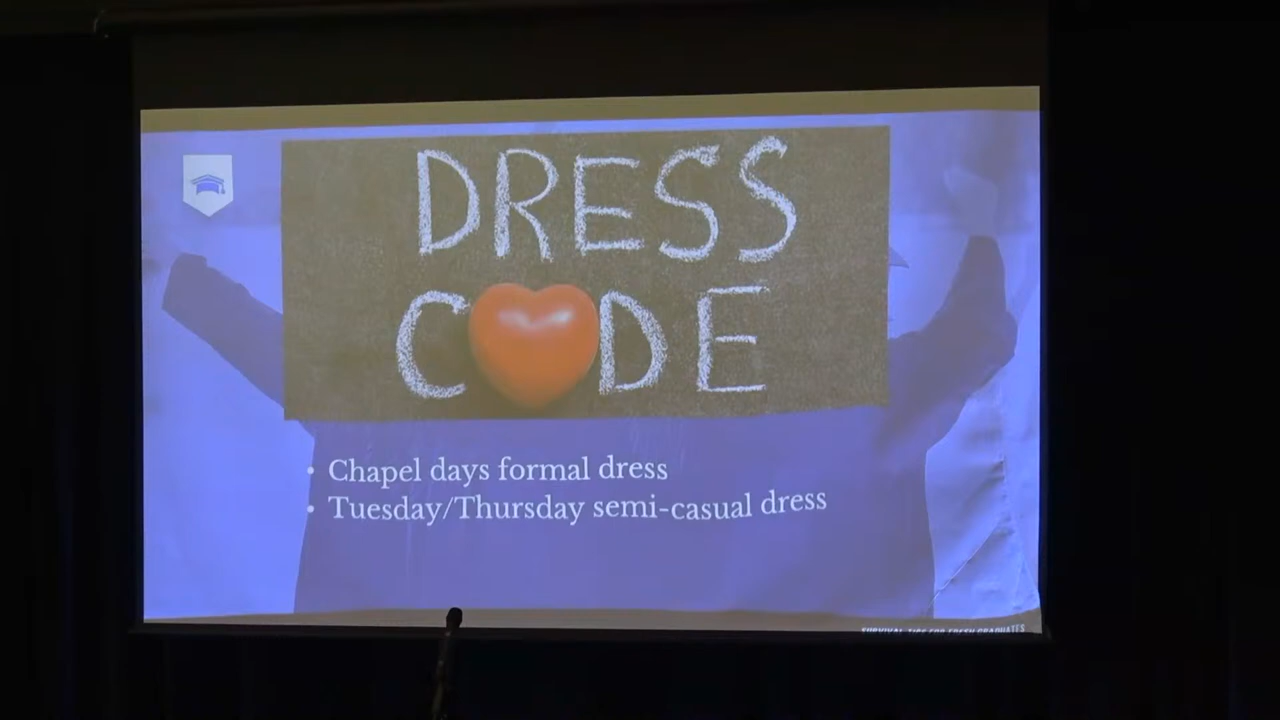 DRESS
CODE
• Chapel days formal dress
• Tuesday/Thursday semi-casual dress
SURVIVAL TIPS FOR FRESH GRADUATES